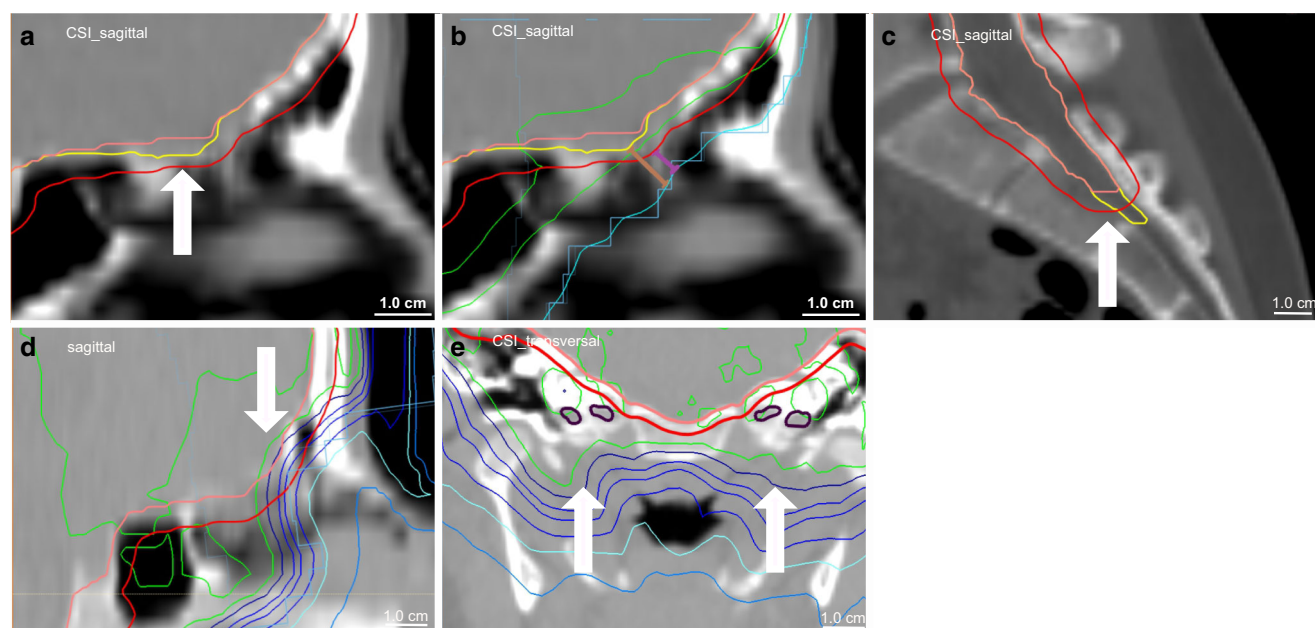 a
CSI_sagittal
1.0 cm
b
CSI_sagittal
1.0 cm
c
CSI_sagittal
1.0 cm
d
sagittal
1.0 cm
e
CSI_transversal
1.0 cm